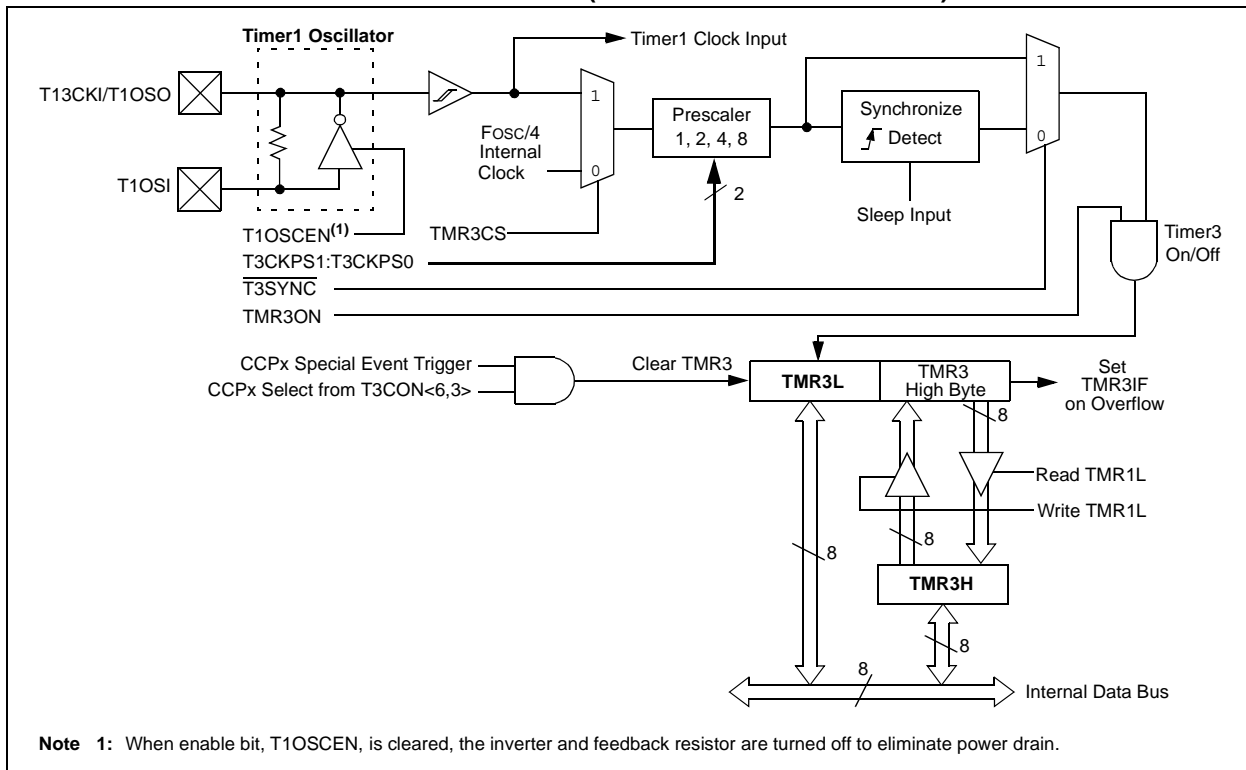 Timer1 Oscillator
Timer1 Clock Input
T13CKI/T1OSO
1
1
Prescaler
1, 2, 4, 8
Synchronize
Detect
FOSC/4
Internal
Clock
0
0
T1OSI
2
Sleep Input
T1OSCEN(1)
TMR3CS
Timer3
On/Off
T3CKPS1:T3CKPS0
T3SYNC
TMR3ON
CCPx Special Event Trigger
CCPx Select from T3CON<6,3>
Clear TMR3
TMR3L
TMR3
High Byte
Set
TMR3IF
on Overflow
8
Read TMR1L
Write TMR1L
8
8
TMR3H
8
8
Internal Data Bus
Note 1: When enable bit, T1OSCEN, is cleared, the inverter and feedback resistor are turned off to eliminate power drain.